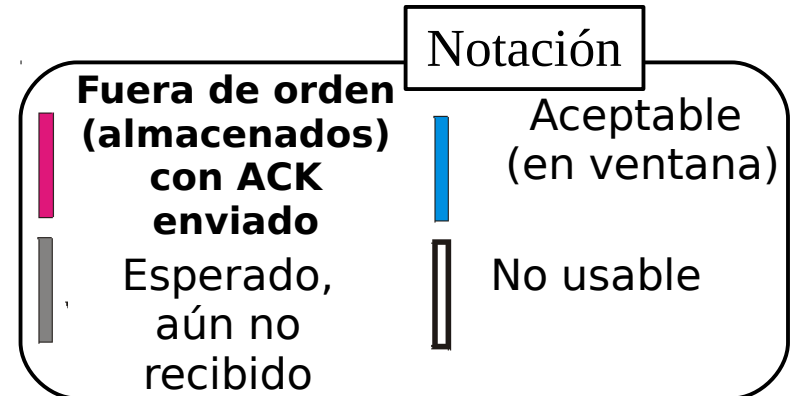 Notación
Fuera de orden
(almacenados)
con ACK
enviado
Aceptable
(en ventana)
Esperado,
aún no
recibido
No usable